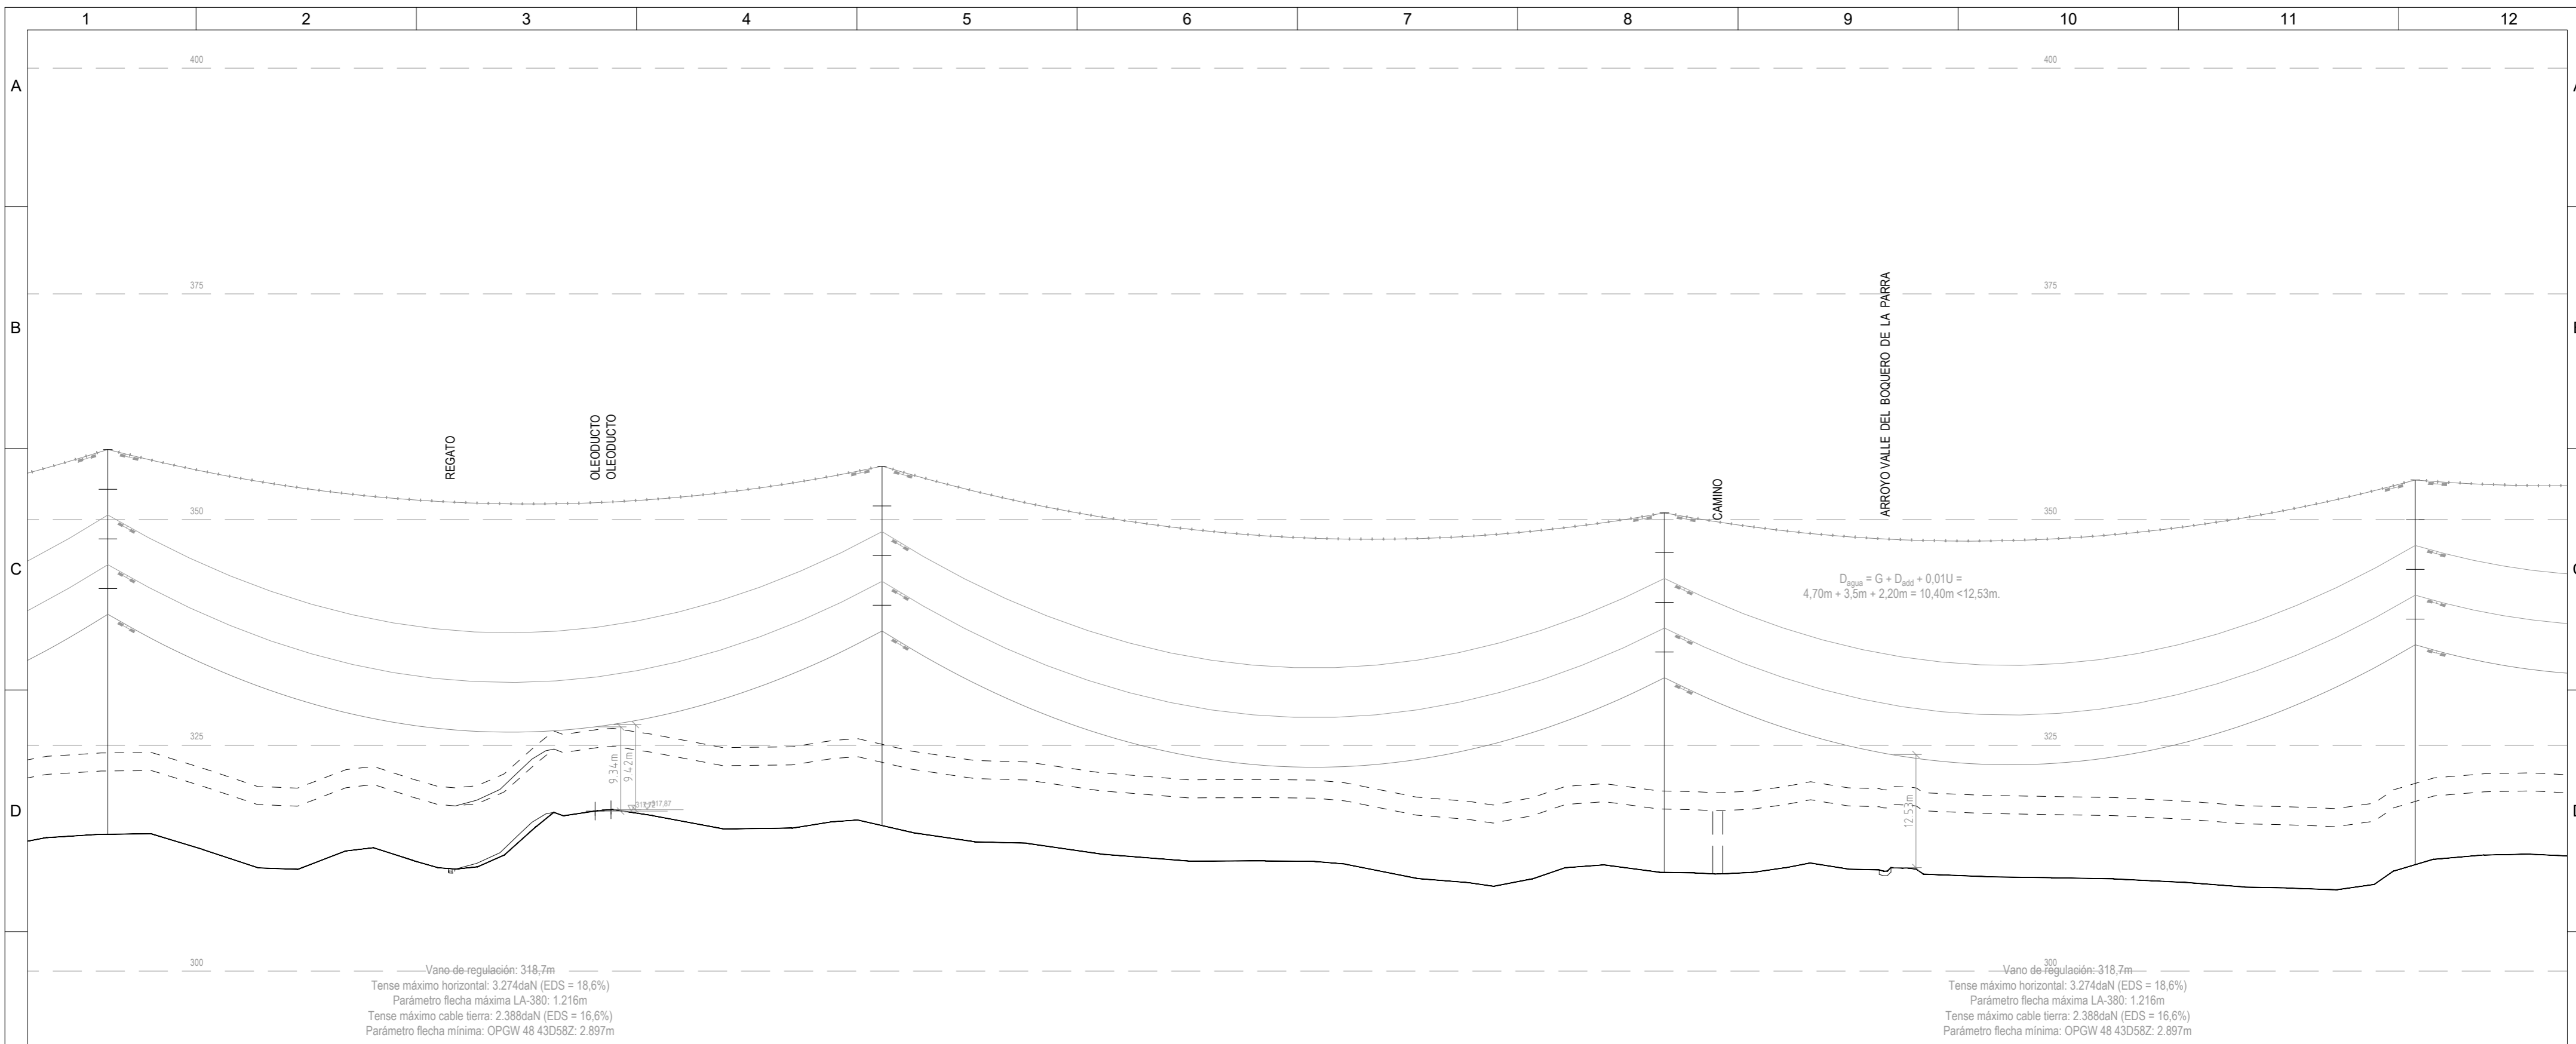 1 2 3 4 5 6 7 8 9 10 11 12
A
400 400
375 375
B
ARROYO VALLE DEL BOQUERO DE LA PARRA
REGATO
OLEODUCTO
OLEODUCTO
CAMINO
350 350
C
D_agua = G + D_add + 0,01U =
4,70m + 3,5m + 2,20m = 10,40m <12,53m.
325 325
9.34m
9.42m
12.53m
D
317,87
300 300
Vano de regulación: 318,7m
Tense máximo horizontal: 3.274daN (EDS = 18,6%)
Parámetro flecha máxima LA-380: 1.216m
Tense máximo cable tierra: 2.388daN (EDS = 16,6%)
Parámetro flecha mínima: OPGW 48 43D58Z: 2.897m
Vano de regulación: 318,7m
Tense máximo horizontal: 3.274daN (EDS = 18,6%)
Parámetro flecha máxima LA-380: 1.216m
Tense máximo cable tierra: 2.388daN (EDS = 16,6%)
Parámetro flecha mínima: OPGW 48 43D58Z: 2.897m